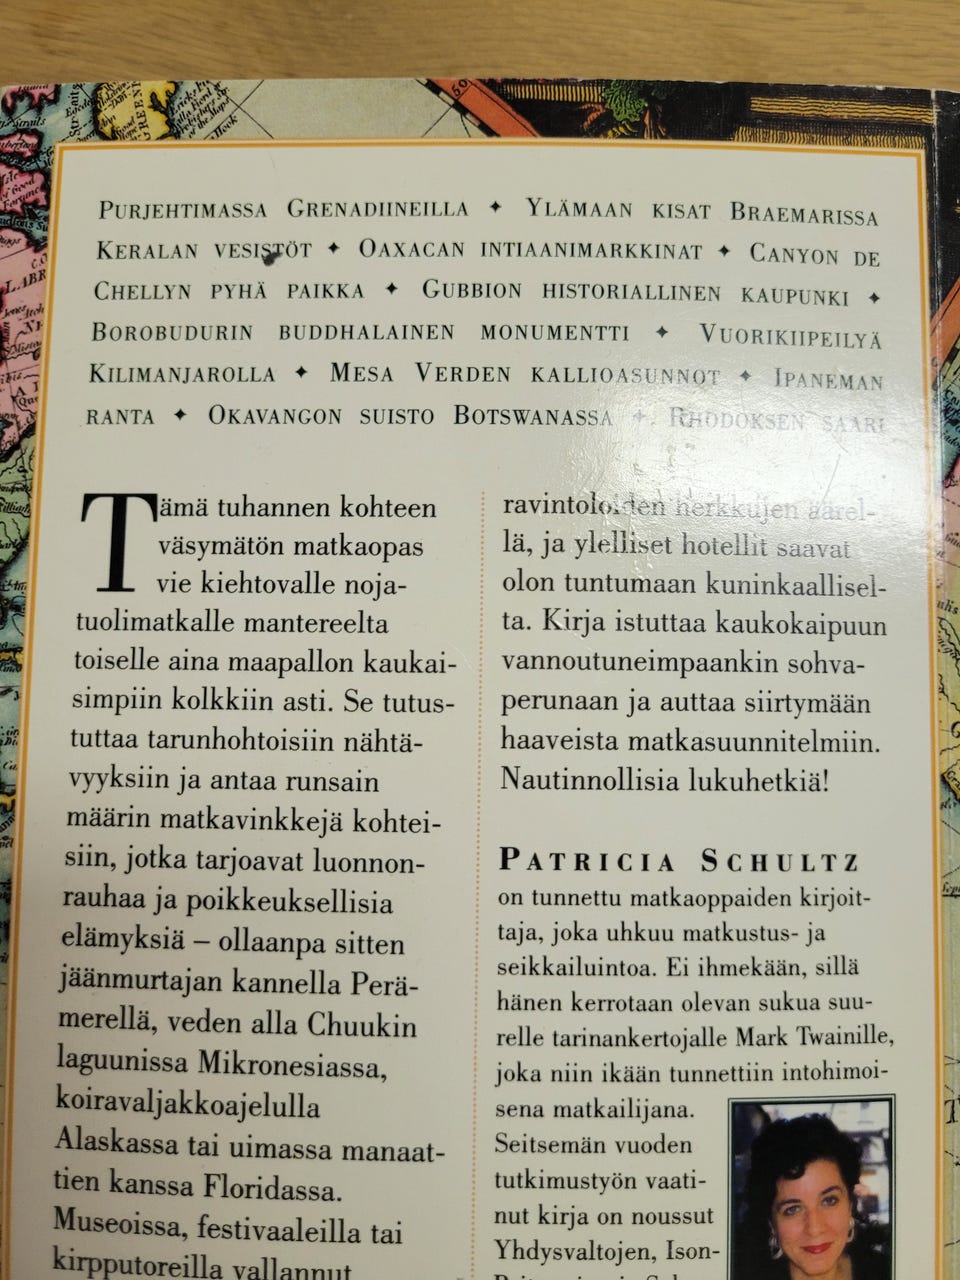 PURJEHTIMASSA GRENADIINEILLA ✦ YLÄMAAN KISAT BRAEMARISSA
KERALAN VESISTÖT ✦ OAXACAN INTIAANIMARKKINAT ✦ CANYON DE
CHELLYN PYHÄ PAIKKA ✦ GUBBION HISTORIALLINEN KAUPUNKI ✦
BOROBUDURIN BUDDHALAINEN MONUMENTTI ✦ VUORIKIIPEILYÄ
KILIMANJAROLLA ✦ MESA VERDEN KALLIOASUNNOT ✦ IPANEMAN
RANTA ✦ OKAVANGON SUISTO BOTSWANASSA ✦ RHODOKSEN SAARI
Tämä tuhannen kohteen
väsymätön matkaopas
vie kiehtovalle noja-
tuolimatkalle mantereelta
toiselle aina maapallon kaukai-
simpiin kolkkiin asti. Se tutus-
tuttaa tarunhohtoisiin nähtä-
vyyksiin ja antaa runsain
määrin matkavinkkejä kohtei-
siin, jotka tarjoavat luonnon-
rauhaa ja poikkeuksellisia
elämyksiä – ollaanpa sitten
jäänmurtajan kannella Perä-
merellä, veden alla Chuukin
laguunissa Mikronesiassa,
koiravaljakkoajelulla
Alaskassa tai uimassa manaat-
tien kanssa Floridassa.
Museoissa, festivaaleilla tai
kirpputoreilla vallannut
ravintoloiden herkkujen äärel-
lä, ja ylelliset hotellit saavat
olon tuntumaan kuninkaallisel-
ta. Kirja istuttaa kaukokaipuun
vannoutuneimpaankin sohva-
perunaan ja auttaa siirtymään
haaveista matkasuunnitelmiin.
Nautinnollisia lukuhetkiä!
PATRICIA SCHULTZ
on tunnettu matkaoppaiden kirjoit-
taja, joka uhkuu matkustus- ja
seikkailuintoa. Ei ihmekään, sillä
hänen kerrotaan olevan sukua suu-
relle tarinankertojalle Mark Twainille,
joka niin ikään tunnettiin intohimoi-
sena matkailijana.
Seitsemän vuoden
tutkimustyön vaati-
nut kirja on noussut
Yhdysvaltojen, Ison-